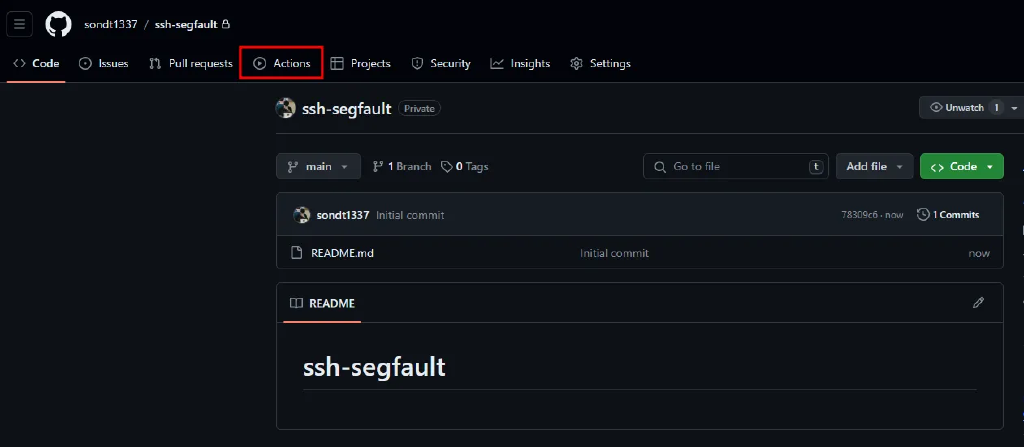 sondt1337 / ssh-segfault
Code Issues Pull requests Actions Projects Security Insights Settings
ssh-segfault Private Unwatch 1
main 1 Branch 0 Tags Go to file t Add file Code
sondt1337 Initial commit 78309c6 · now 1 Commits
README.md Initial commit now
README
ssh-segfault